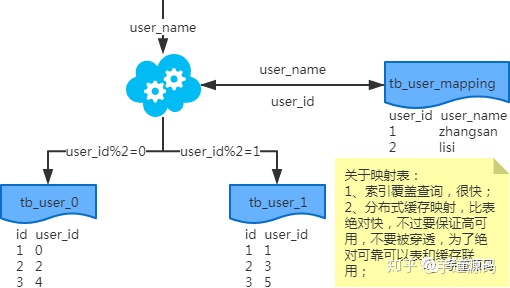 user_name
user_name
user_id
tb_user_mapping
user_id user_name
1 zhangsan
2 lisi
user_id%2=0
user_id%2=1
tb_user_0
id user_id
1 0
2 2
3 4
tb_user_1
id user_id
1 1
2 3
3 5
关于映射表：
1、索引覆盖查询，很快；
2、分布式缓存映射，比表
绝对快，不过要保证高可
用，不要被穿透，为了绝
对可靠可以表和缓存联
用；
知乎